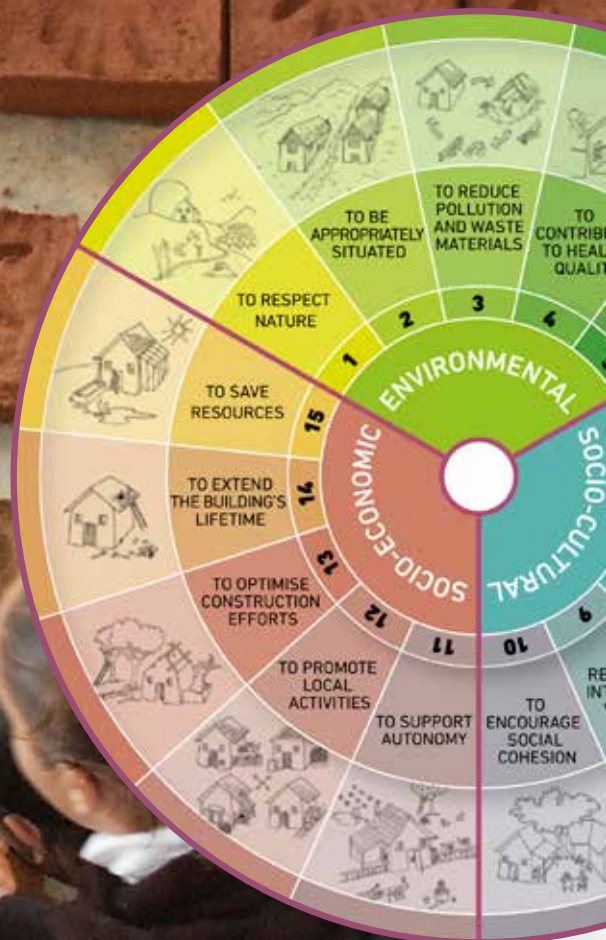 TO RESPECT
NATURE
1
TO BE
APPROPRIATELY
SITUATED
2
TO REDUCE
POLLUTION
AND WASTE
MATERIALS
3
TO
TO
4
ENVIRONMENTAL
SOCIO-CULTURAL
9
TO
ENCOURAGE
SOCIAL
COHESION
10
TO SUPPORT
AUTONOMY
11
TO PROMOTE
LOCAL
ACTIVITIES
12
TO OPTIMISE
CONSTRUCTION
EFFORTS
13
TO EXTEND
THE BUILDING'S
LIFETIME
14
TO SAVE
RESOURCES
15
SOCIO-ECONOMIC